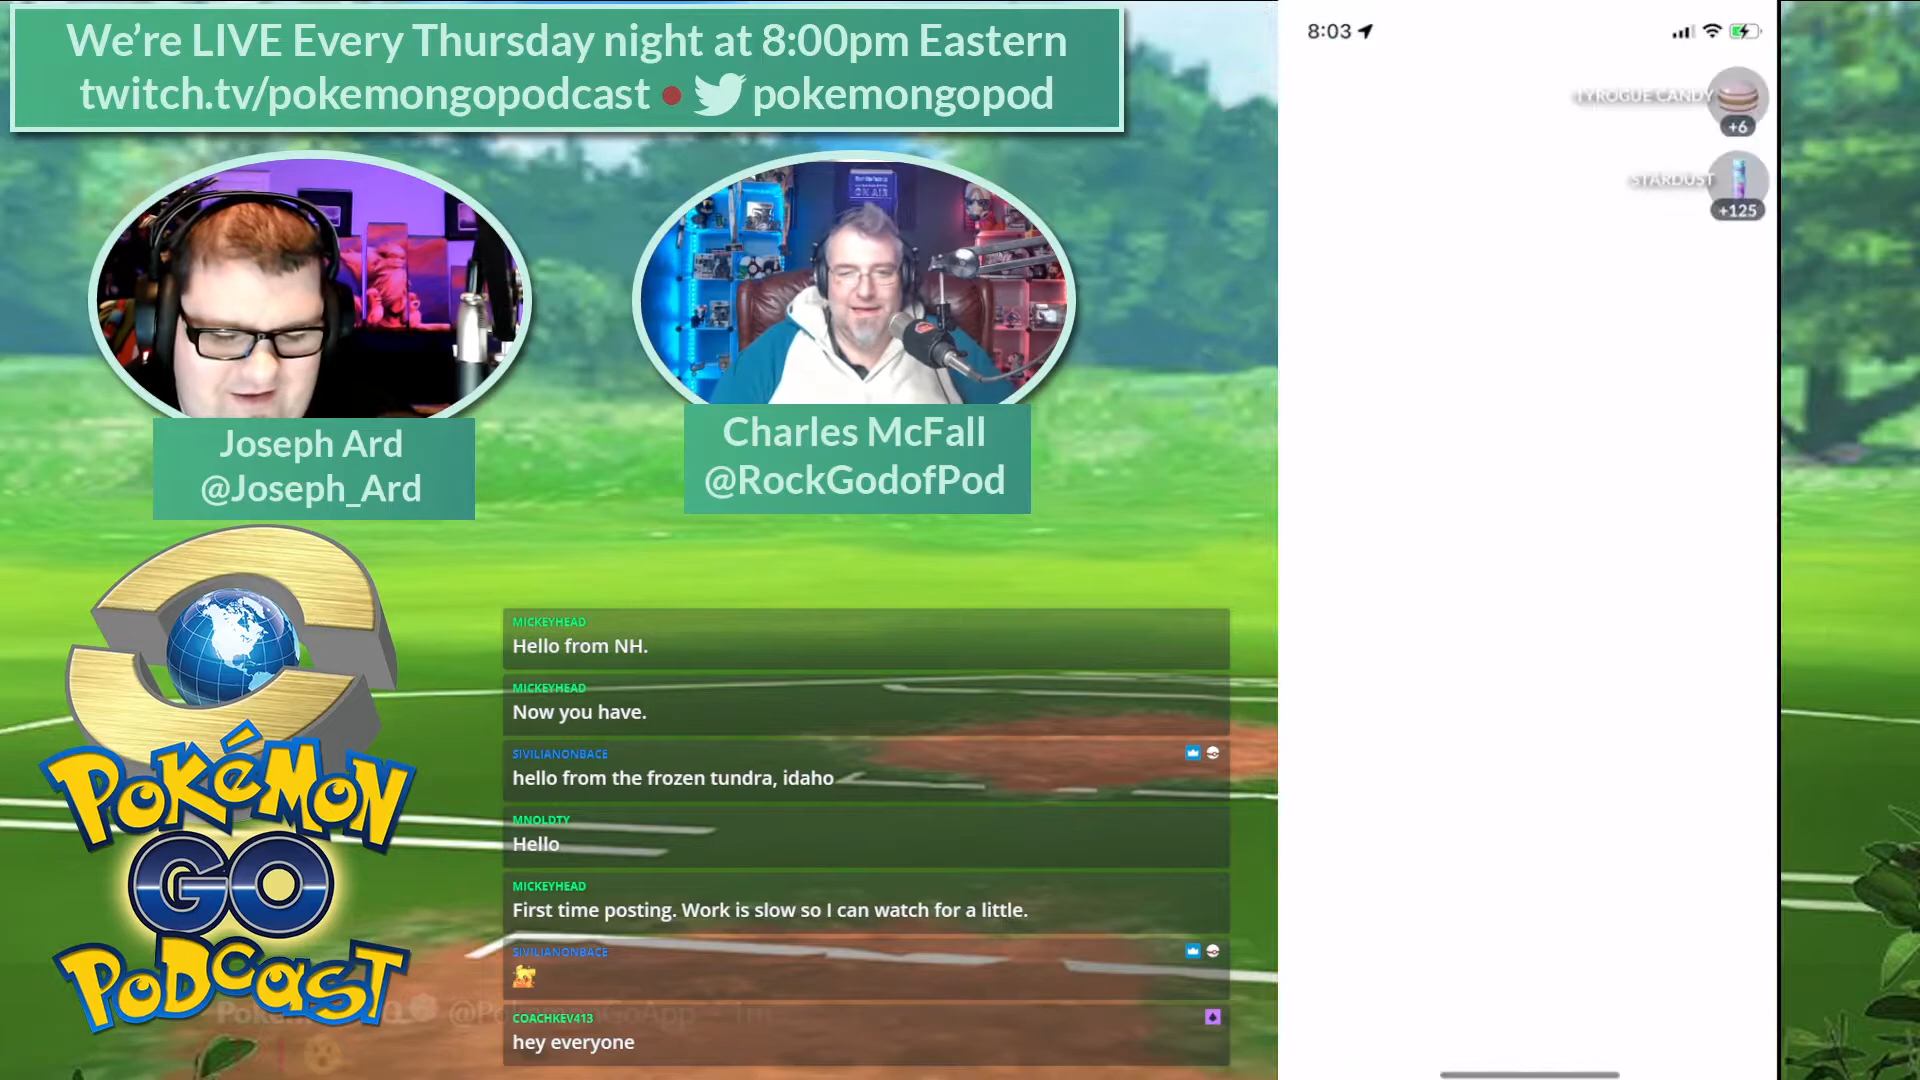 We're LIVE Every Thursday night at 8:00pm Eastern
twitch.tv/pokemongopodcast • pokemongopod
8:03
TYROGUE CANDY
+6
STARDUST
+125
ON AIR
Joseph Ard
@Joseph_Ard
Charles McFall
@RockGodofPod
POKéMON
GO
PODCAST
MICKEYHEAD
Hello from NH.
MICKEYHEAD
Now you have.
SIVILIANONBACE
hello from the frozen tundra, idaho
MNOLDTY
Hello
MICKEYHEAD
First time posting. Work is slow so I can watch for a little.
SIVILIANONBACE
COACHKEV413
hey everyone